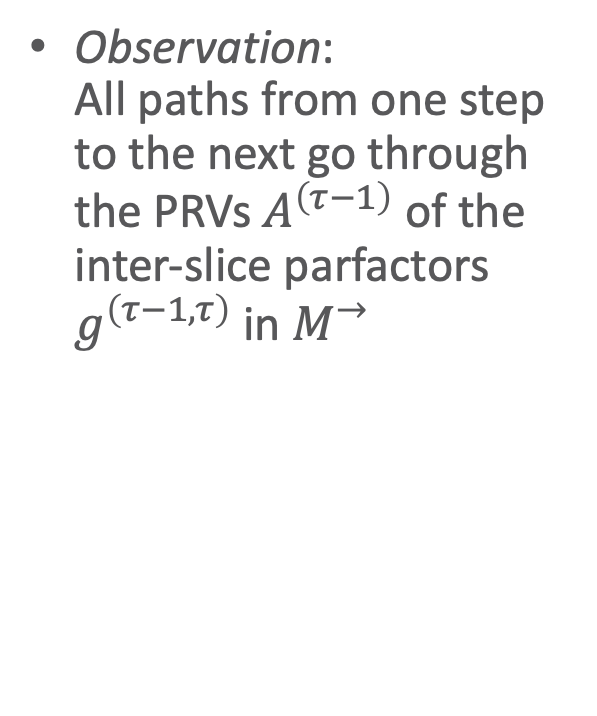 • Observation:
All paths from one step
to the next go through
the PRVs A^(τ−1) of the
inter-slice parfactors
g^(τ−1,τ) in M^→